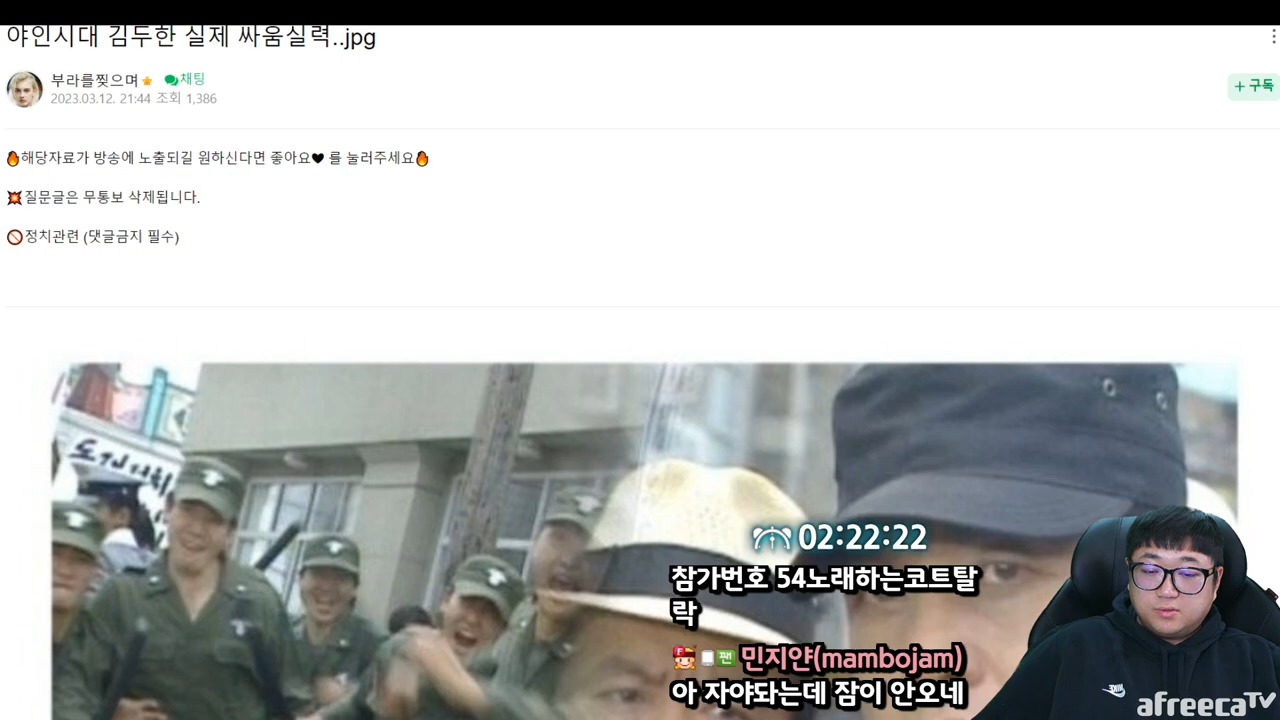 야인시대 김두한 실제 싸움실력..jpg
부라를찢으며 채팅
2023.03.12. 21:44 조회 1,386
+ 구독
해당자료가 방송에 노출되길 원하신다면 좋아요🖤 를 눌러주세요
질문글은 무통보 삭제됩니다.
정치관련 (댓글금지 필수)
02:22:22
참가번호 54노래하는코트탈
락
F 팬 민지얀(mambojam)
아 자야돠는데 잠이 안오네
afreecaTV